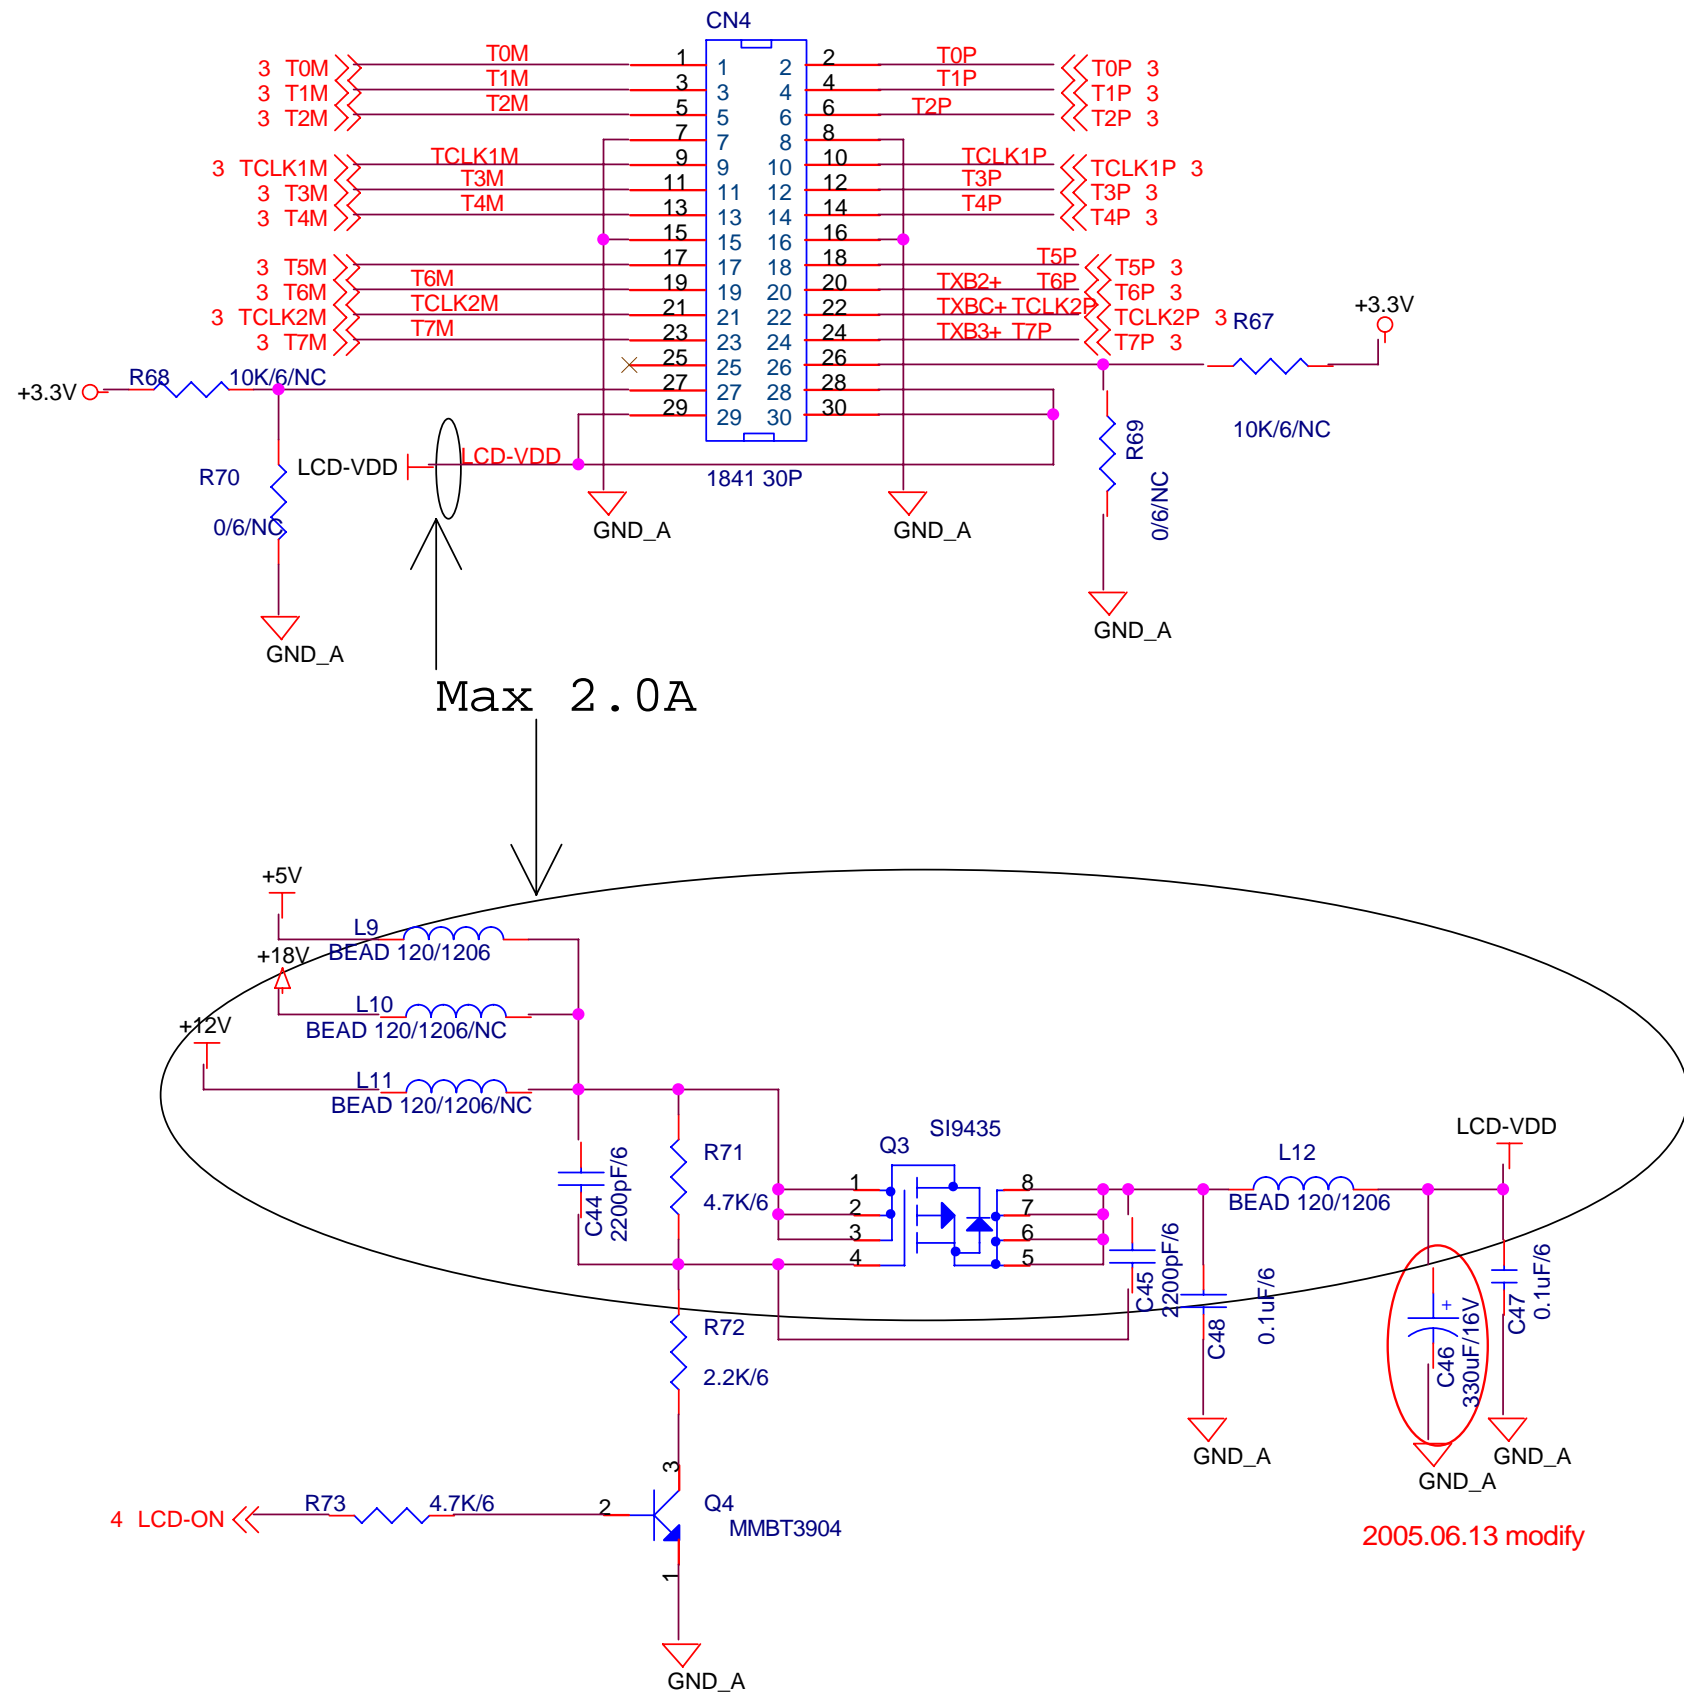 CN4
T0M 1 2 T0P
3 T0M 1 2 T0P 3
T1M 3 4 T1P
3 T1M 3 4 T1P 3
T2M 5 6 T2P
3 T2M 5 6 T2P 3
7 8
7 8
TCLK1M 9 10 TCLK1P
3 TCLK1M 9 10 TCLK1P 3
T3M 11 12 T3P
3 T3M 11 12 T3P 3
T4M 13 14 T4P
3 T4M 13 14 T4P 3
15 16
15 16
17 18 T5P
3 T5M 17 18 T5P 3
T6M 19 20 TXB2+ T6P
3 T6M 19 20 T6P 3
TCLK2M 21 22 TXBC+ TCLK2P
3 TCLK2M 21 22 TCLK2P 3
T7M 23 24 TXB3+ T7P
3 T7M 23 24 T7P 3
R67
+3.3V
25 26
25 26
+3.3V R68 10K/6/NC 27 28
27 28
29 30
29 30
10K/6/NC
R69
0/6/NC
LCD-VDD LCD-VDD
R70
0/6/NC
1841 30P
GND_A GND_A
GND_A
GND_A
Max 2.0A
+5V
L9
BEAD 120/1206
+18V
L10
BEAD 120/1206/NC
+12V
L11
BEAD 120/1206/NC
C44
2200pF/6
R71
4.7K/6
Q3
SI9435
1 8
2 7
3 6
4 5
L12
BEAD 120/1206
LCD-VDD
C45
2200pF/6
C48
0.1uF/6
+
C46
330uF/16V
C47
0.1uF/6
R72
2.2K/6
GND_A
GND_A
GND_A
4 LCD-ON R73 4.7K/6 2 3 1
Q4
MMBT3904
2005.06.13 modify
GND_A